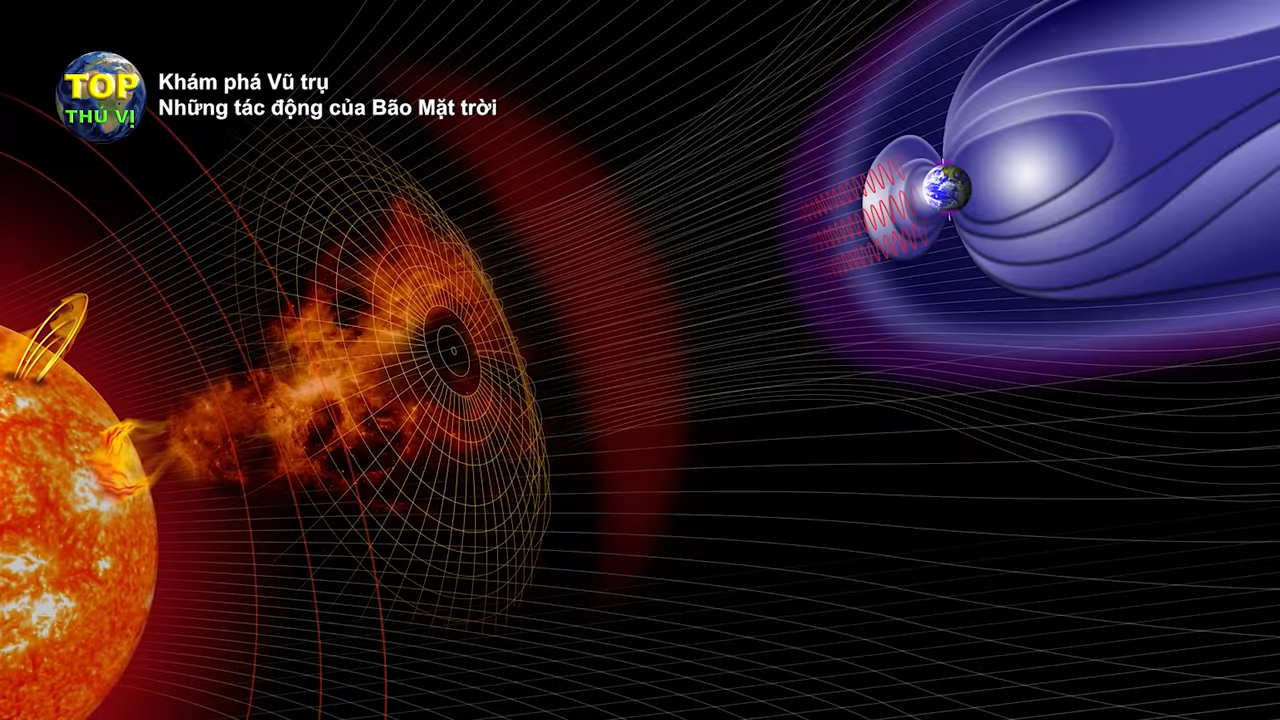 TOP
THÚ VỊ
Khám phá Vũ trụ
Những tác động của Bão Mặt trời